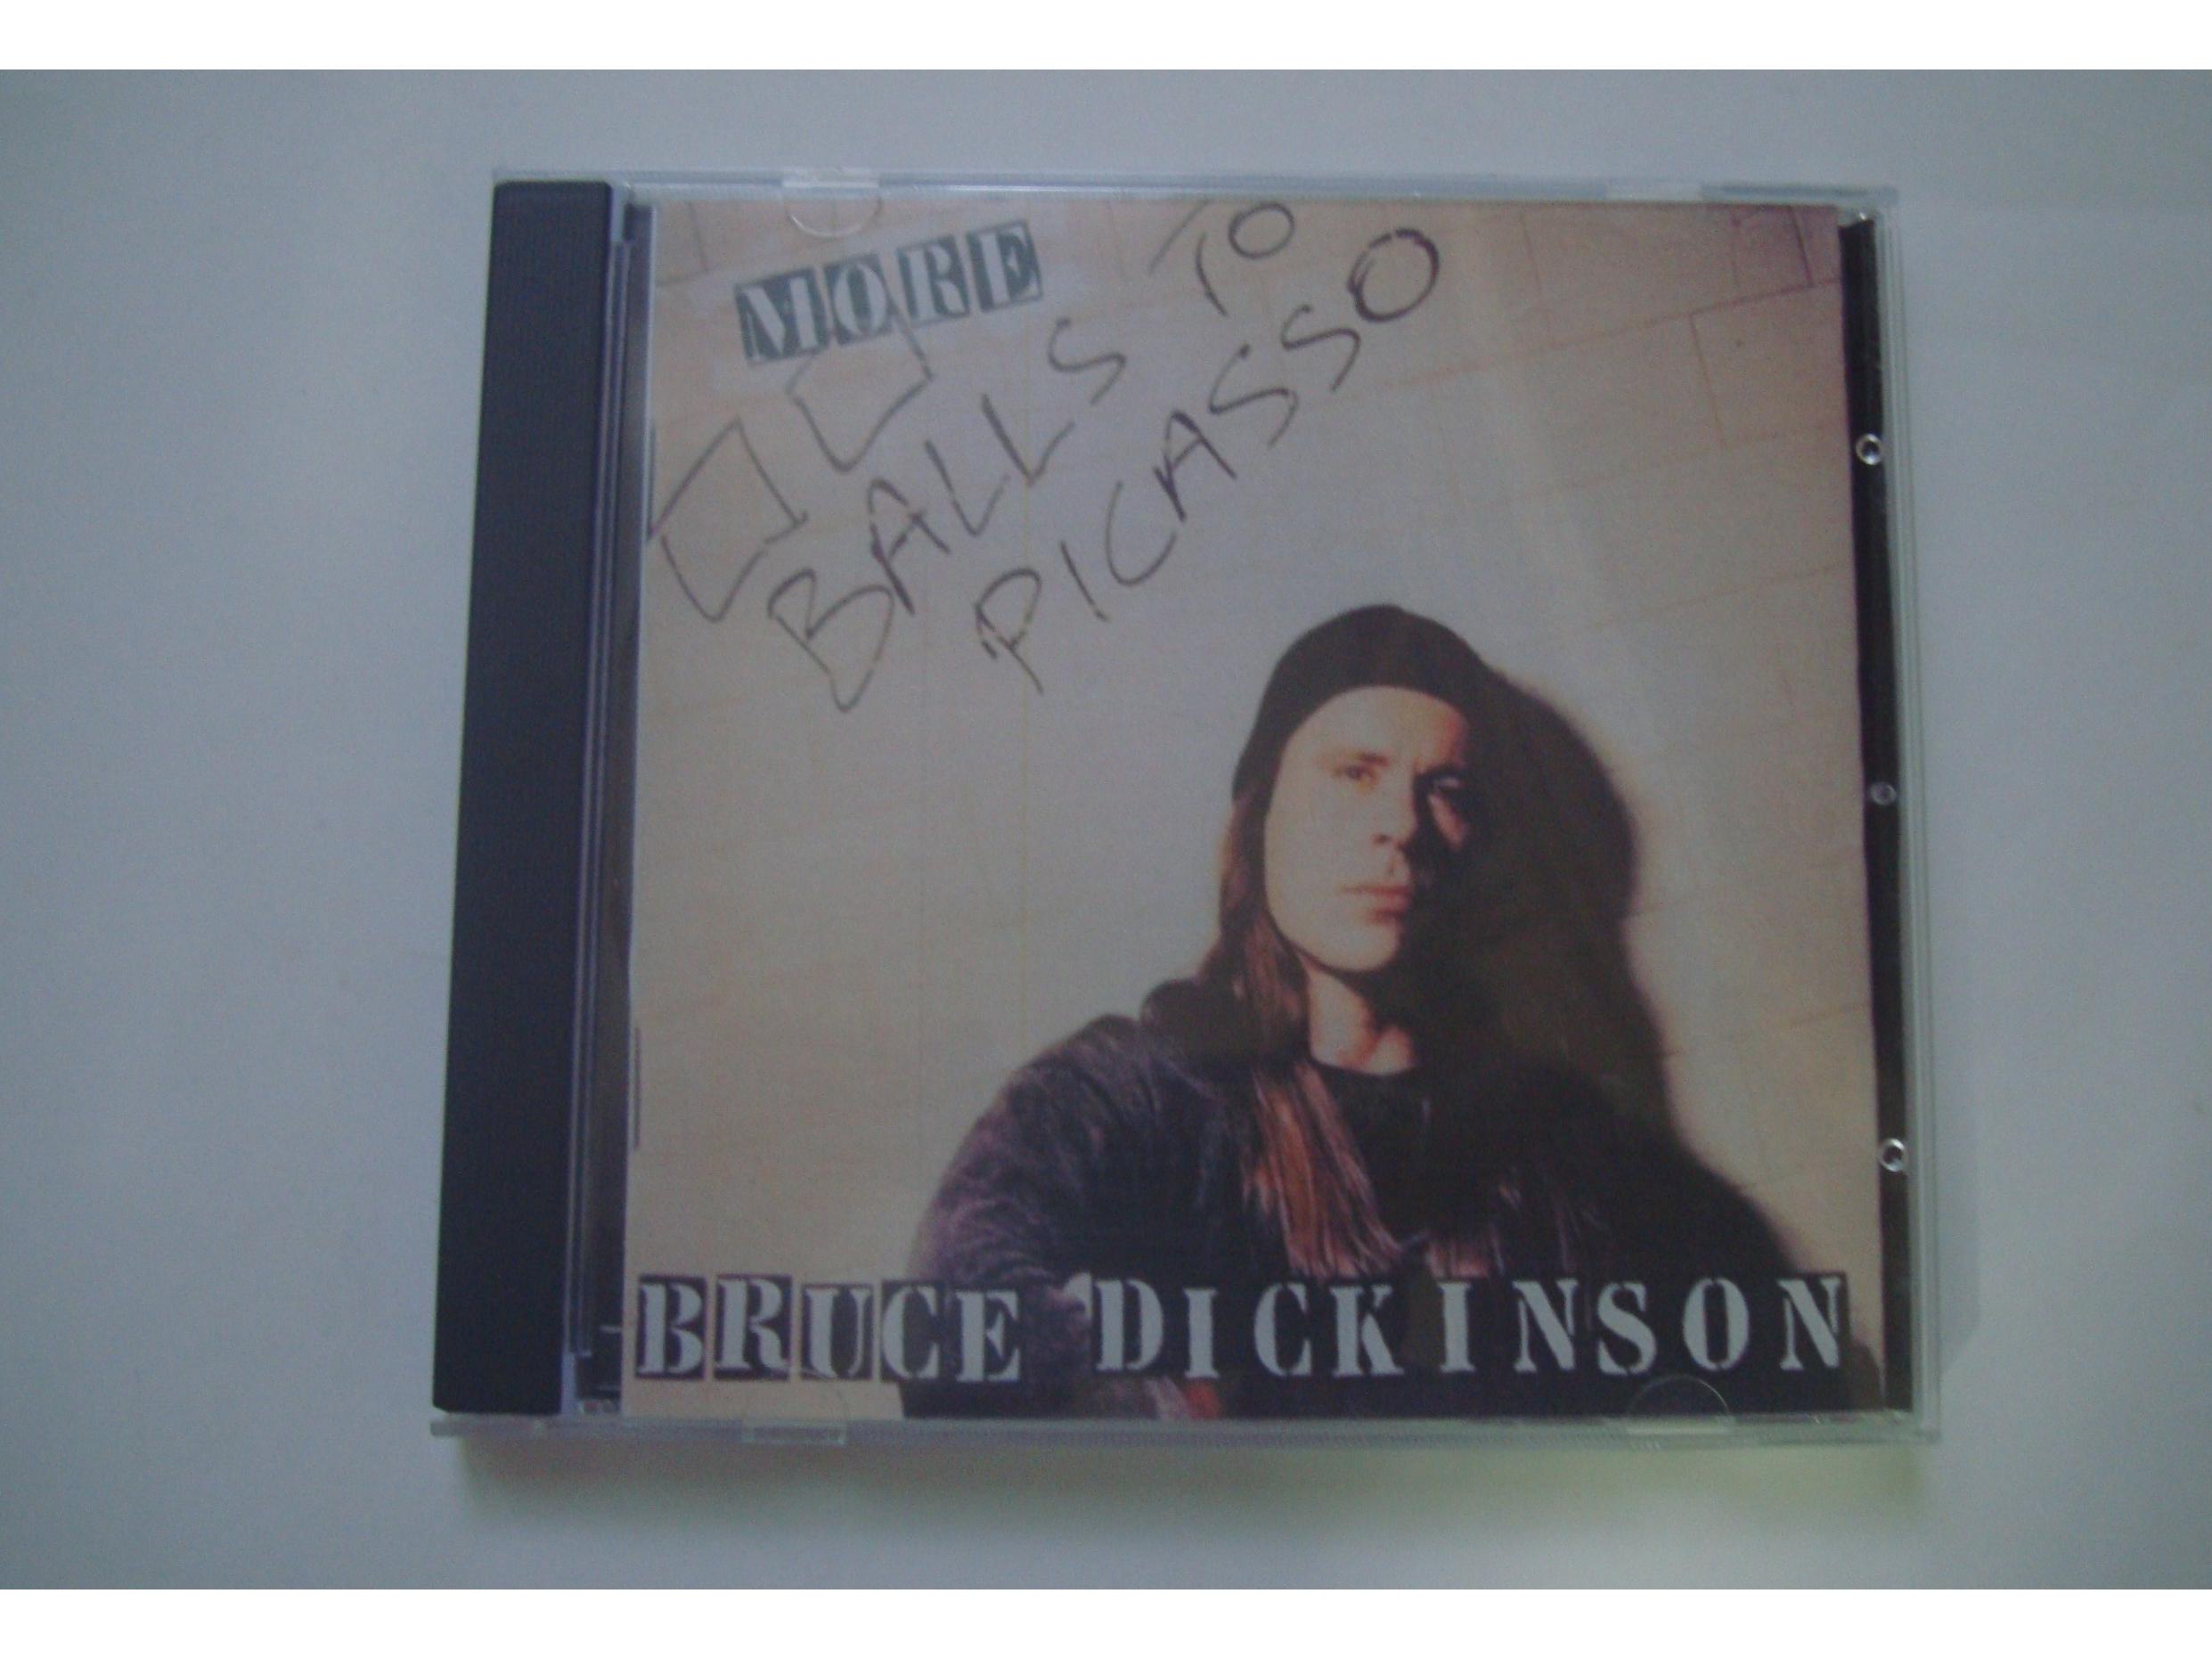 MORE
BALLS TO
PICASSO
BRUCE DICKINSON